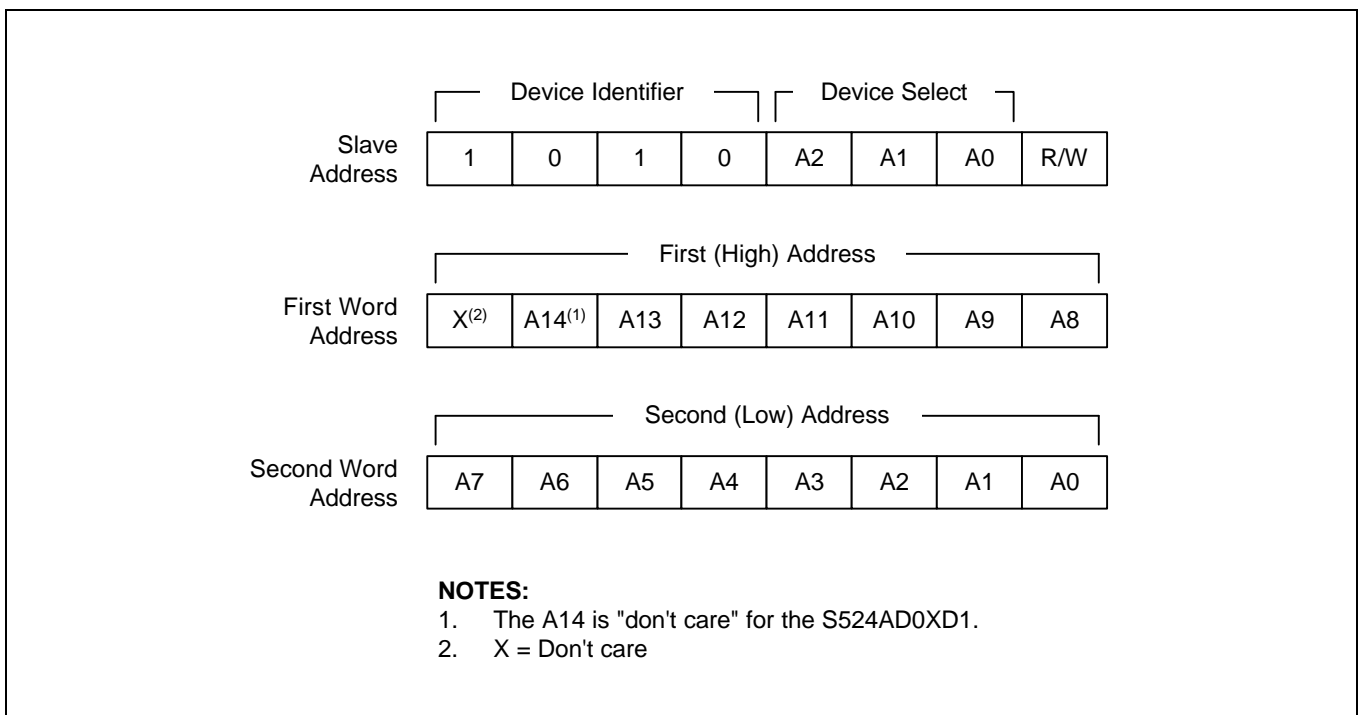 Device Identifier Device Select
Slave
Address
1 0 1 0 A2 A1 A0 R/W
First (High) Address
First Word
Address
X(2) A14(1) A13 A12 A11 A10 A9 A8
Second (Low) Address
Second Word
Address
A7 A6 A5 A4 A3 A2 A1 A0
NOTES:
1. The A14 is "don't care" for the S524AD0XD1.
2. X = Don't care